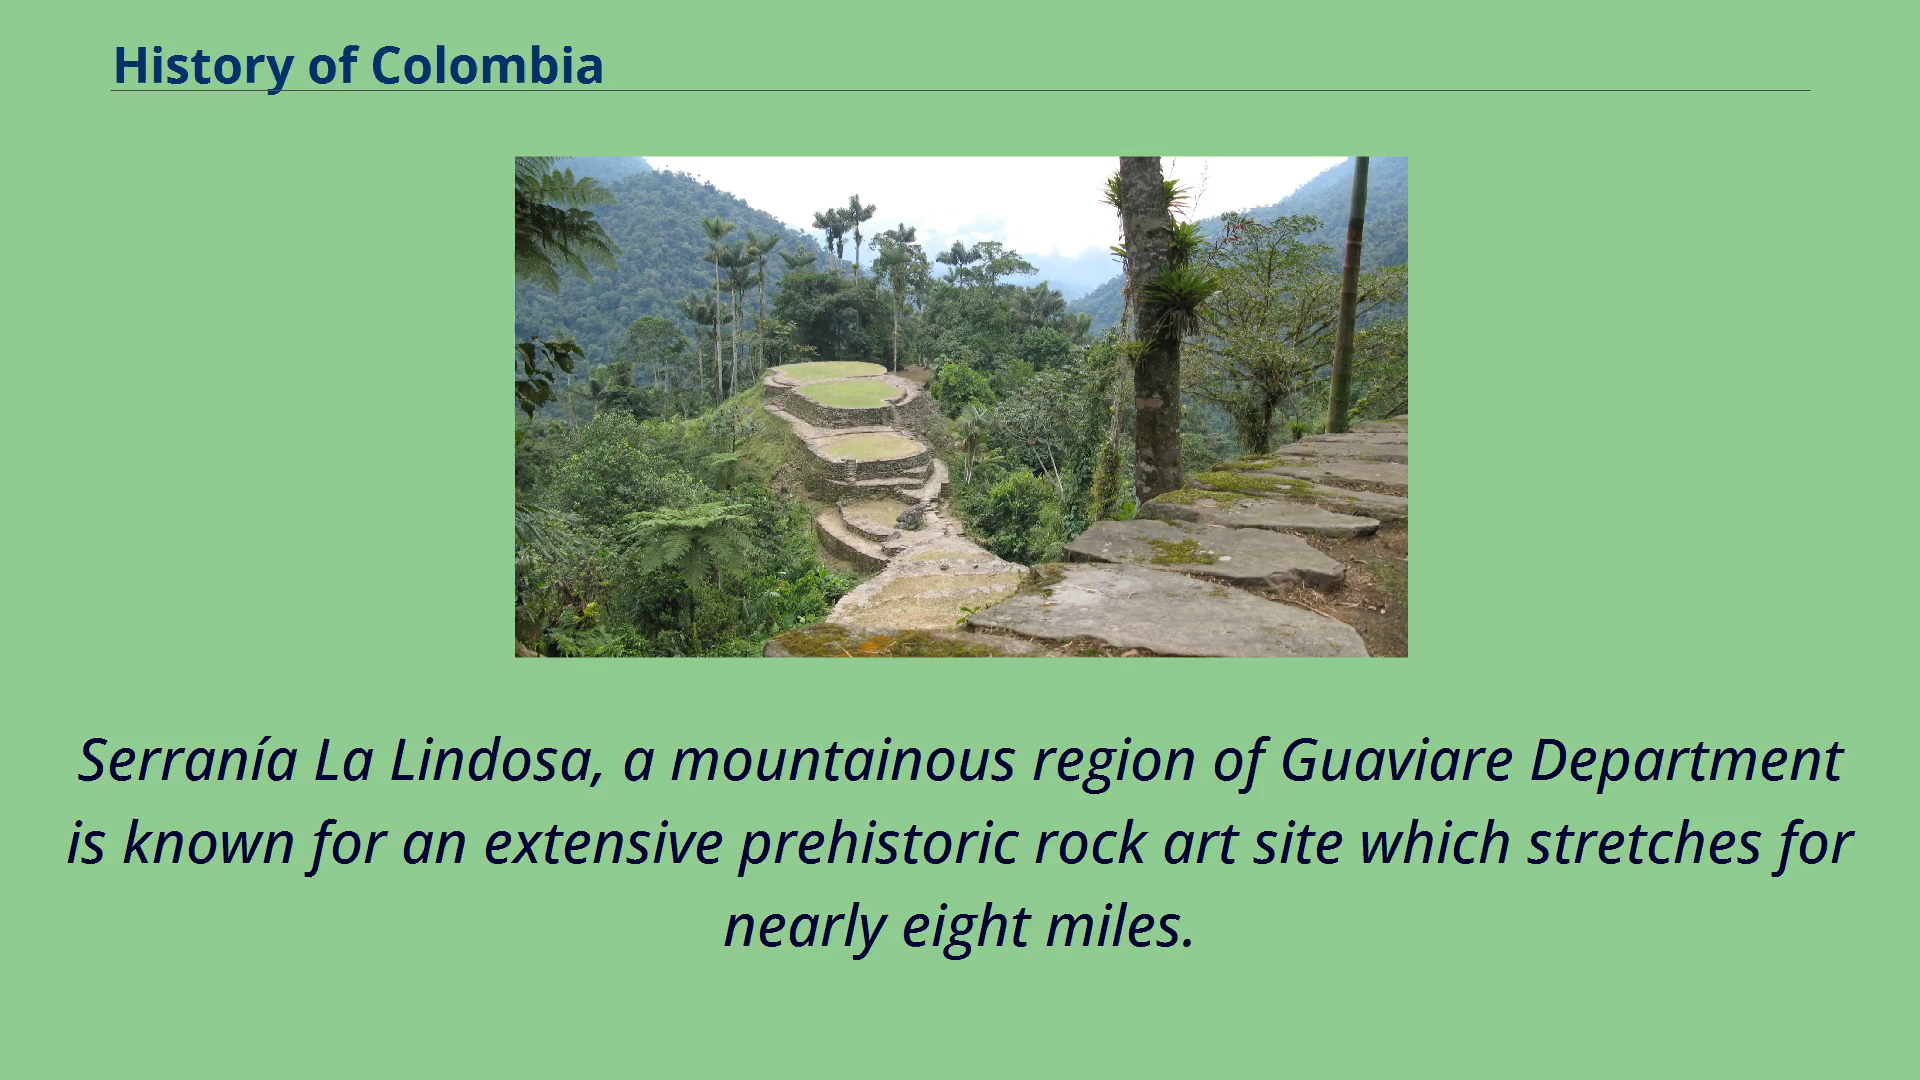 History of Colombia
Serranía La Lindosa, a mountainous region of Guaviare Department
is known for an extensive prehistoric rock art site which stretches for
nearly eight miles.